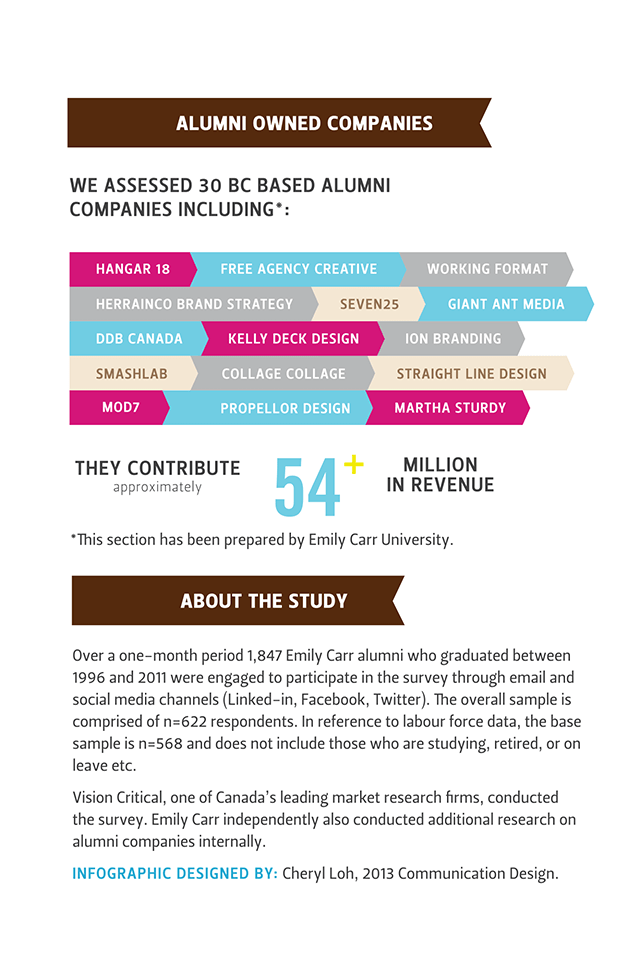 ALUMNI OWNED COMPANIES
WE ASSESSED 30 BC BASED ALUMNI
COMPANIES INCLUDING*:
HANGAR 18 FREE AGENCY CREATIVE WORKING FORMAT
HERRAINCO BRAND STRATEGY SEVEN25 GIANT ANT MEDIA
DDB CANADA KELLY DECK DESIGN ION BRANDING
SMASHLAB COLLAGE COLLAGE STRAIGHT LINE DESIGN
MOD7 PROPELLOR DESIGN MARTHA STURDY
THEY CONTRIBUTE
approximately
54+
MILLION
IN REVENUE
*This section has been prepared by Emily Carr University.
ABOUT THE STUDY
Over a one-month period 1,847 Emily Carr alumni who graduated between
1996 and 2011 were engaged to participate in the survey through email and
social media channels (Linked-in, Facebook, Twitter). The overall sample is
comprised of n=622 respondents. In reference to labour force data, the base
sample is n=568 and does not include those who are studying, retired, or on
leave etc.
Vision Critical, one of Canada's leading market research firms, conducted
the survey. Emily Carr independently also conducted additional research on
alumni companies internally.
INFOGRAPHIC DESIGNED BY: Cheryl Loh, 2013 Communication Design.